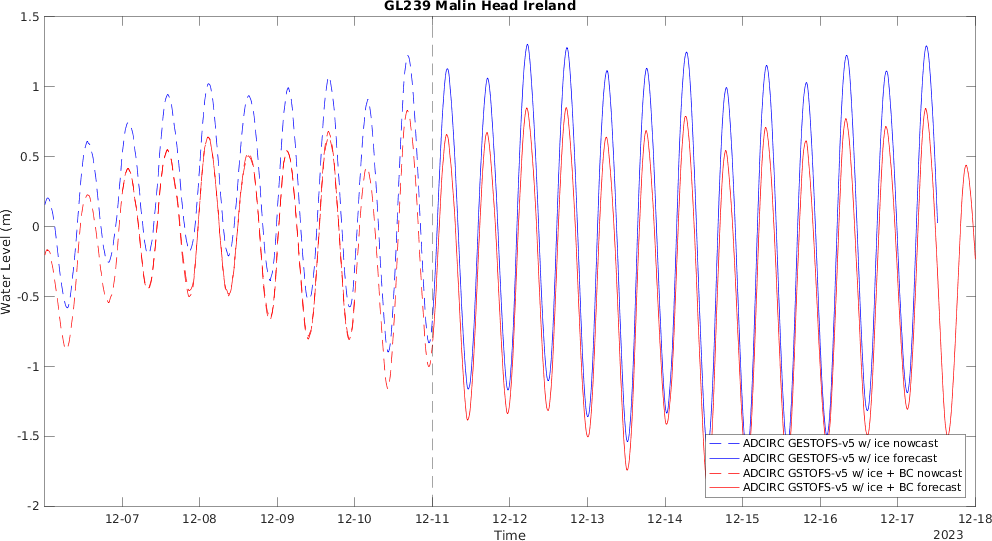 GL239 Malin Head Ireland
1.5
1
0.5
0
-0.5
-1
-1.5
-2
Water Level (m)
ADCIRC GESTOFS-v5 w/ ice nowcast
ADCIRC GESTOFS-v5 w/ ice forecast
ADCIRC GSTOFS-v5 w/ ice + BC nowcast
ADCIRC GSTOFS-v5 w/ ice + BC forecast
12-07 12-08 12-09 12-10 12-11 12-12 12-13 12-14 12-15 12-16 12-17 12-18
Time
2023